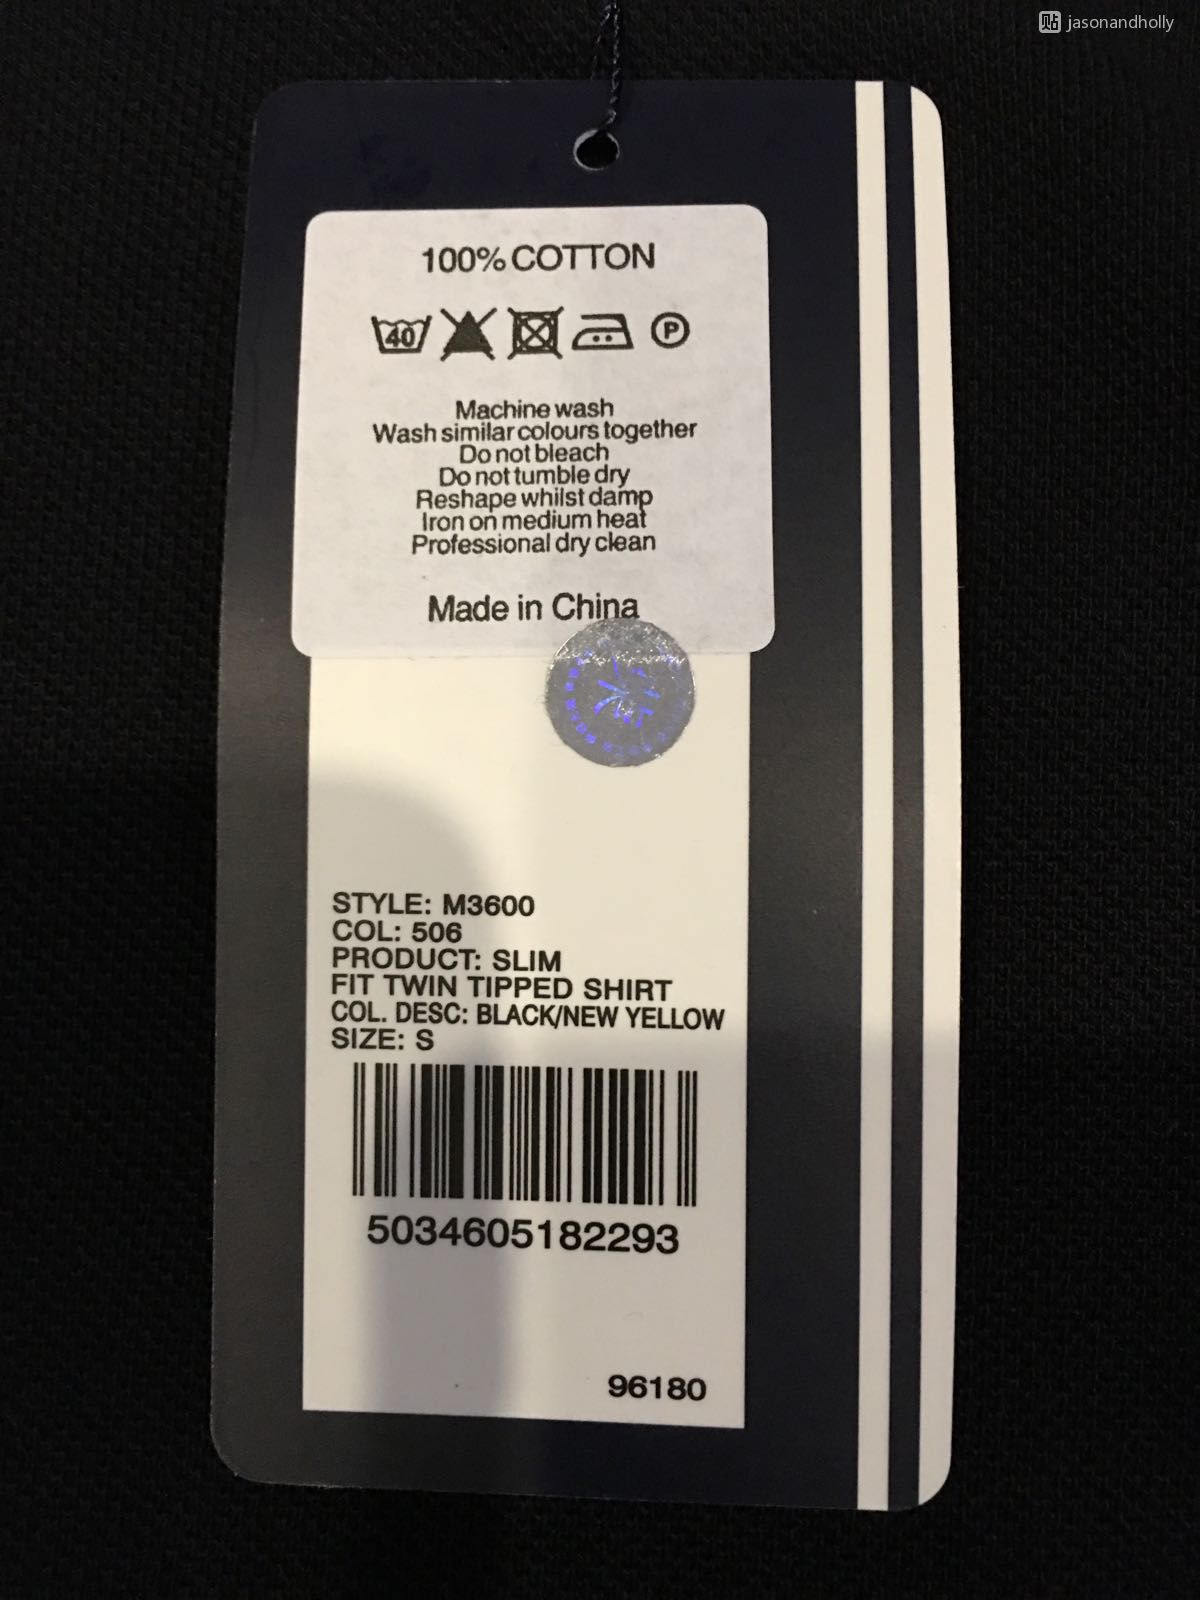 贴 jasonandholly
100% COTTON
40 P
Machine wash
Wash similar colours together
Do not bleach
Do not tumble dry
Reshape whilst damp
Iron on medium heat
Professional dry clean
Made in China
STYLE: M3600
COL: 506
PRODUCT: SLIM
FIT TWIN TIPPED SHIRT
COL. DESC: BLACK/NEW YELLOW
SIZE: S
5034605182293
96180